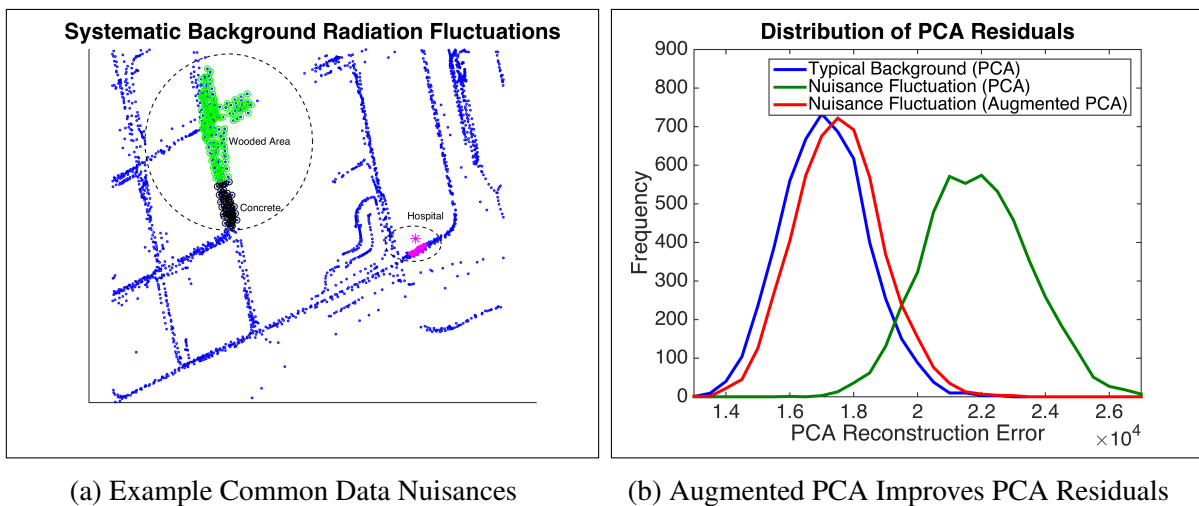 Systematic Background Radiation Fluctuations
Wooded Area
Concrete
Hospital
(a) Example Common Data Nuisances
Distribution of PCA Residuals
Typical Background (PCA)
Nuisance Fluctuation (PCA)
Nuisance Fluctuation (Augmented PCA)
Frequency
900
800
700
600
500
400
300
200
100
0
1.4 1.6 1.8 2 2.2 2.4 2.6
PCA Reconstruction Error
×10⁴
(b) Augmented PCA Improves PCA Residuals